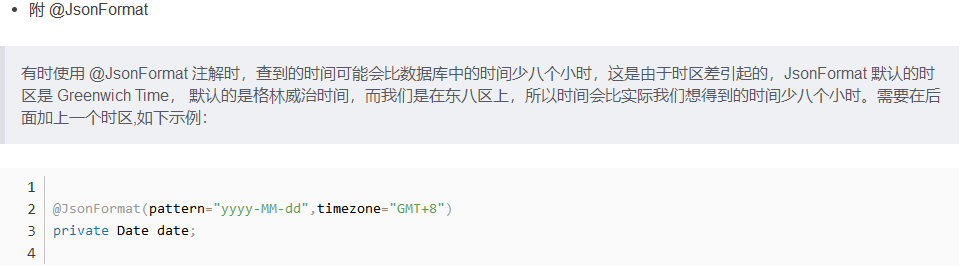 • 附 @JsonFormat
有时使用 @JsonFormat 注解时，查到的时间可能会比数据库中的时间少八个小时，这是由于时区差引起的，JsonFormat 默认的时
区是 Greenwich Time， 默认的是格林威治时间，而我们是在东八区上，所以时间会比实际我们想得到的时间少八个小时。需要在后
面加上一个时区,如下示例：
1
2 @JsonFormat(pattern="yyyy-MM-dd",timezone="GMT+8")
3 private Date date;
4